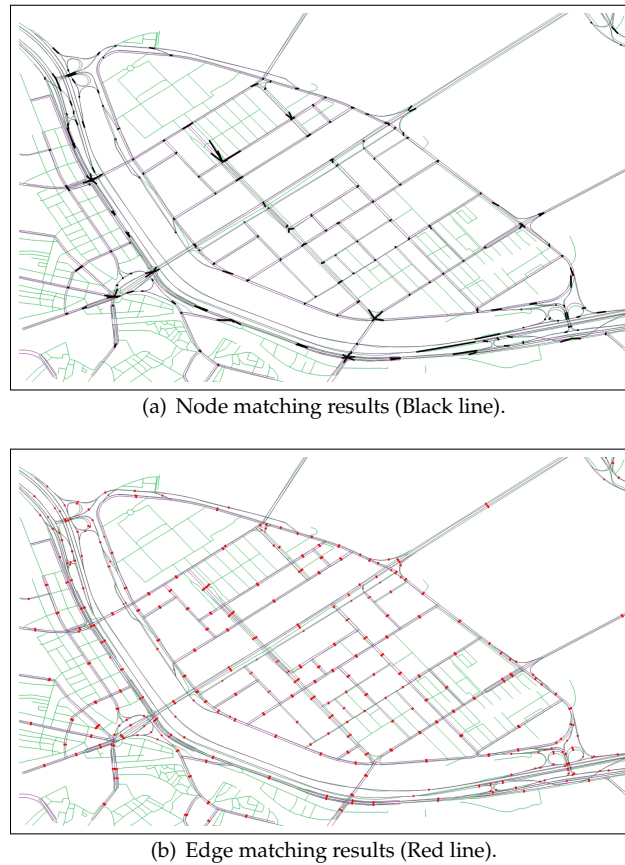 (a) Node matching results (Black line).
(b) Edge matching results (Red line).